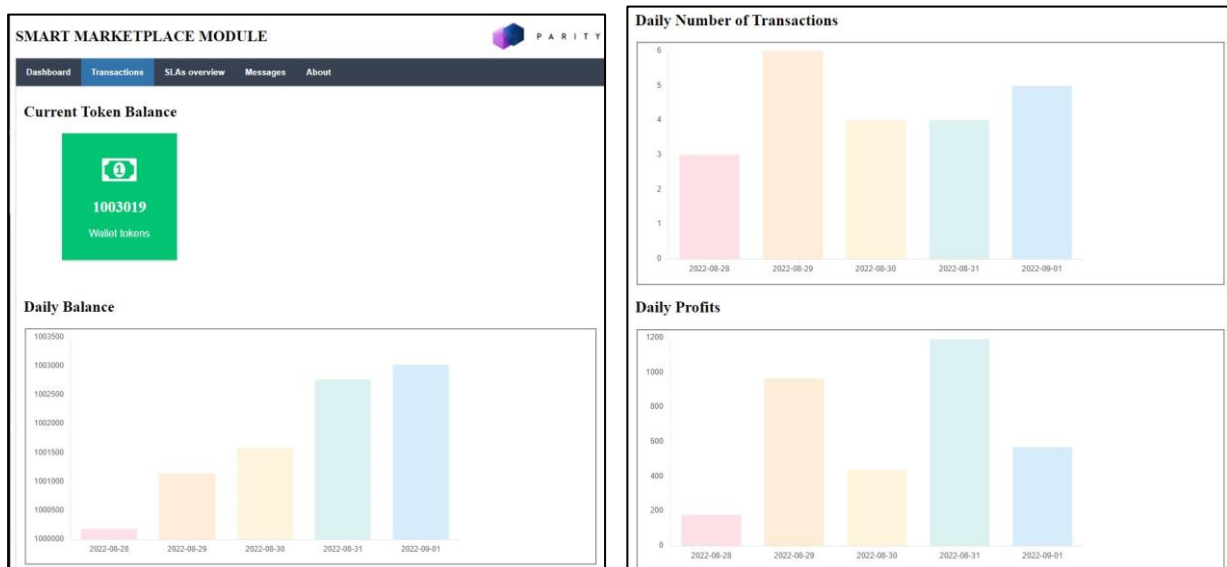 SMART MARKETPLACE MODULE
PARITY
Dashboard Transactions SLAs overview Messages About
Current Token Balance
1
1003019
Wallet tokens
Daily Balance
1003500
1003000
1002500
1002000
1001500
1001000
1000500
1000000
2022-08-28 2022-08-29 2022-08-30 2022-08-31 2022-09-01
Daily Number of Transactions
6
5
4
3
2
1
0
2022-08-28 2022-08-29 2022-08-30 2022-08-31 2022-09-01
Daily Profits
1200
1000
800
600
400
200
0
2022-08-28 2022-08-29 2022-08-30 2022-08-31 2022-09-01